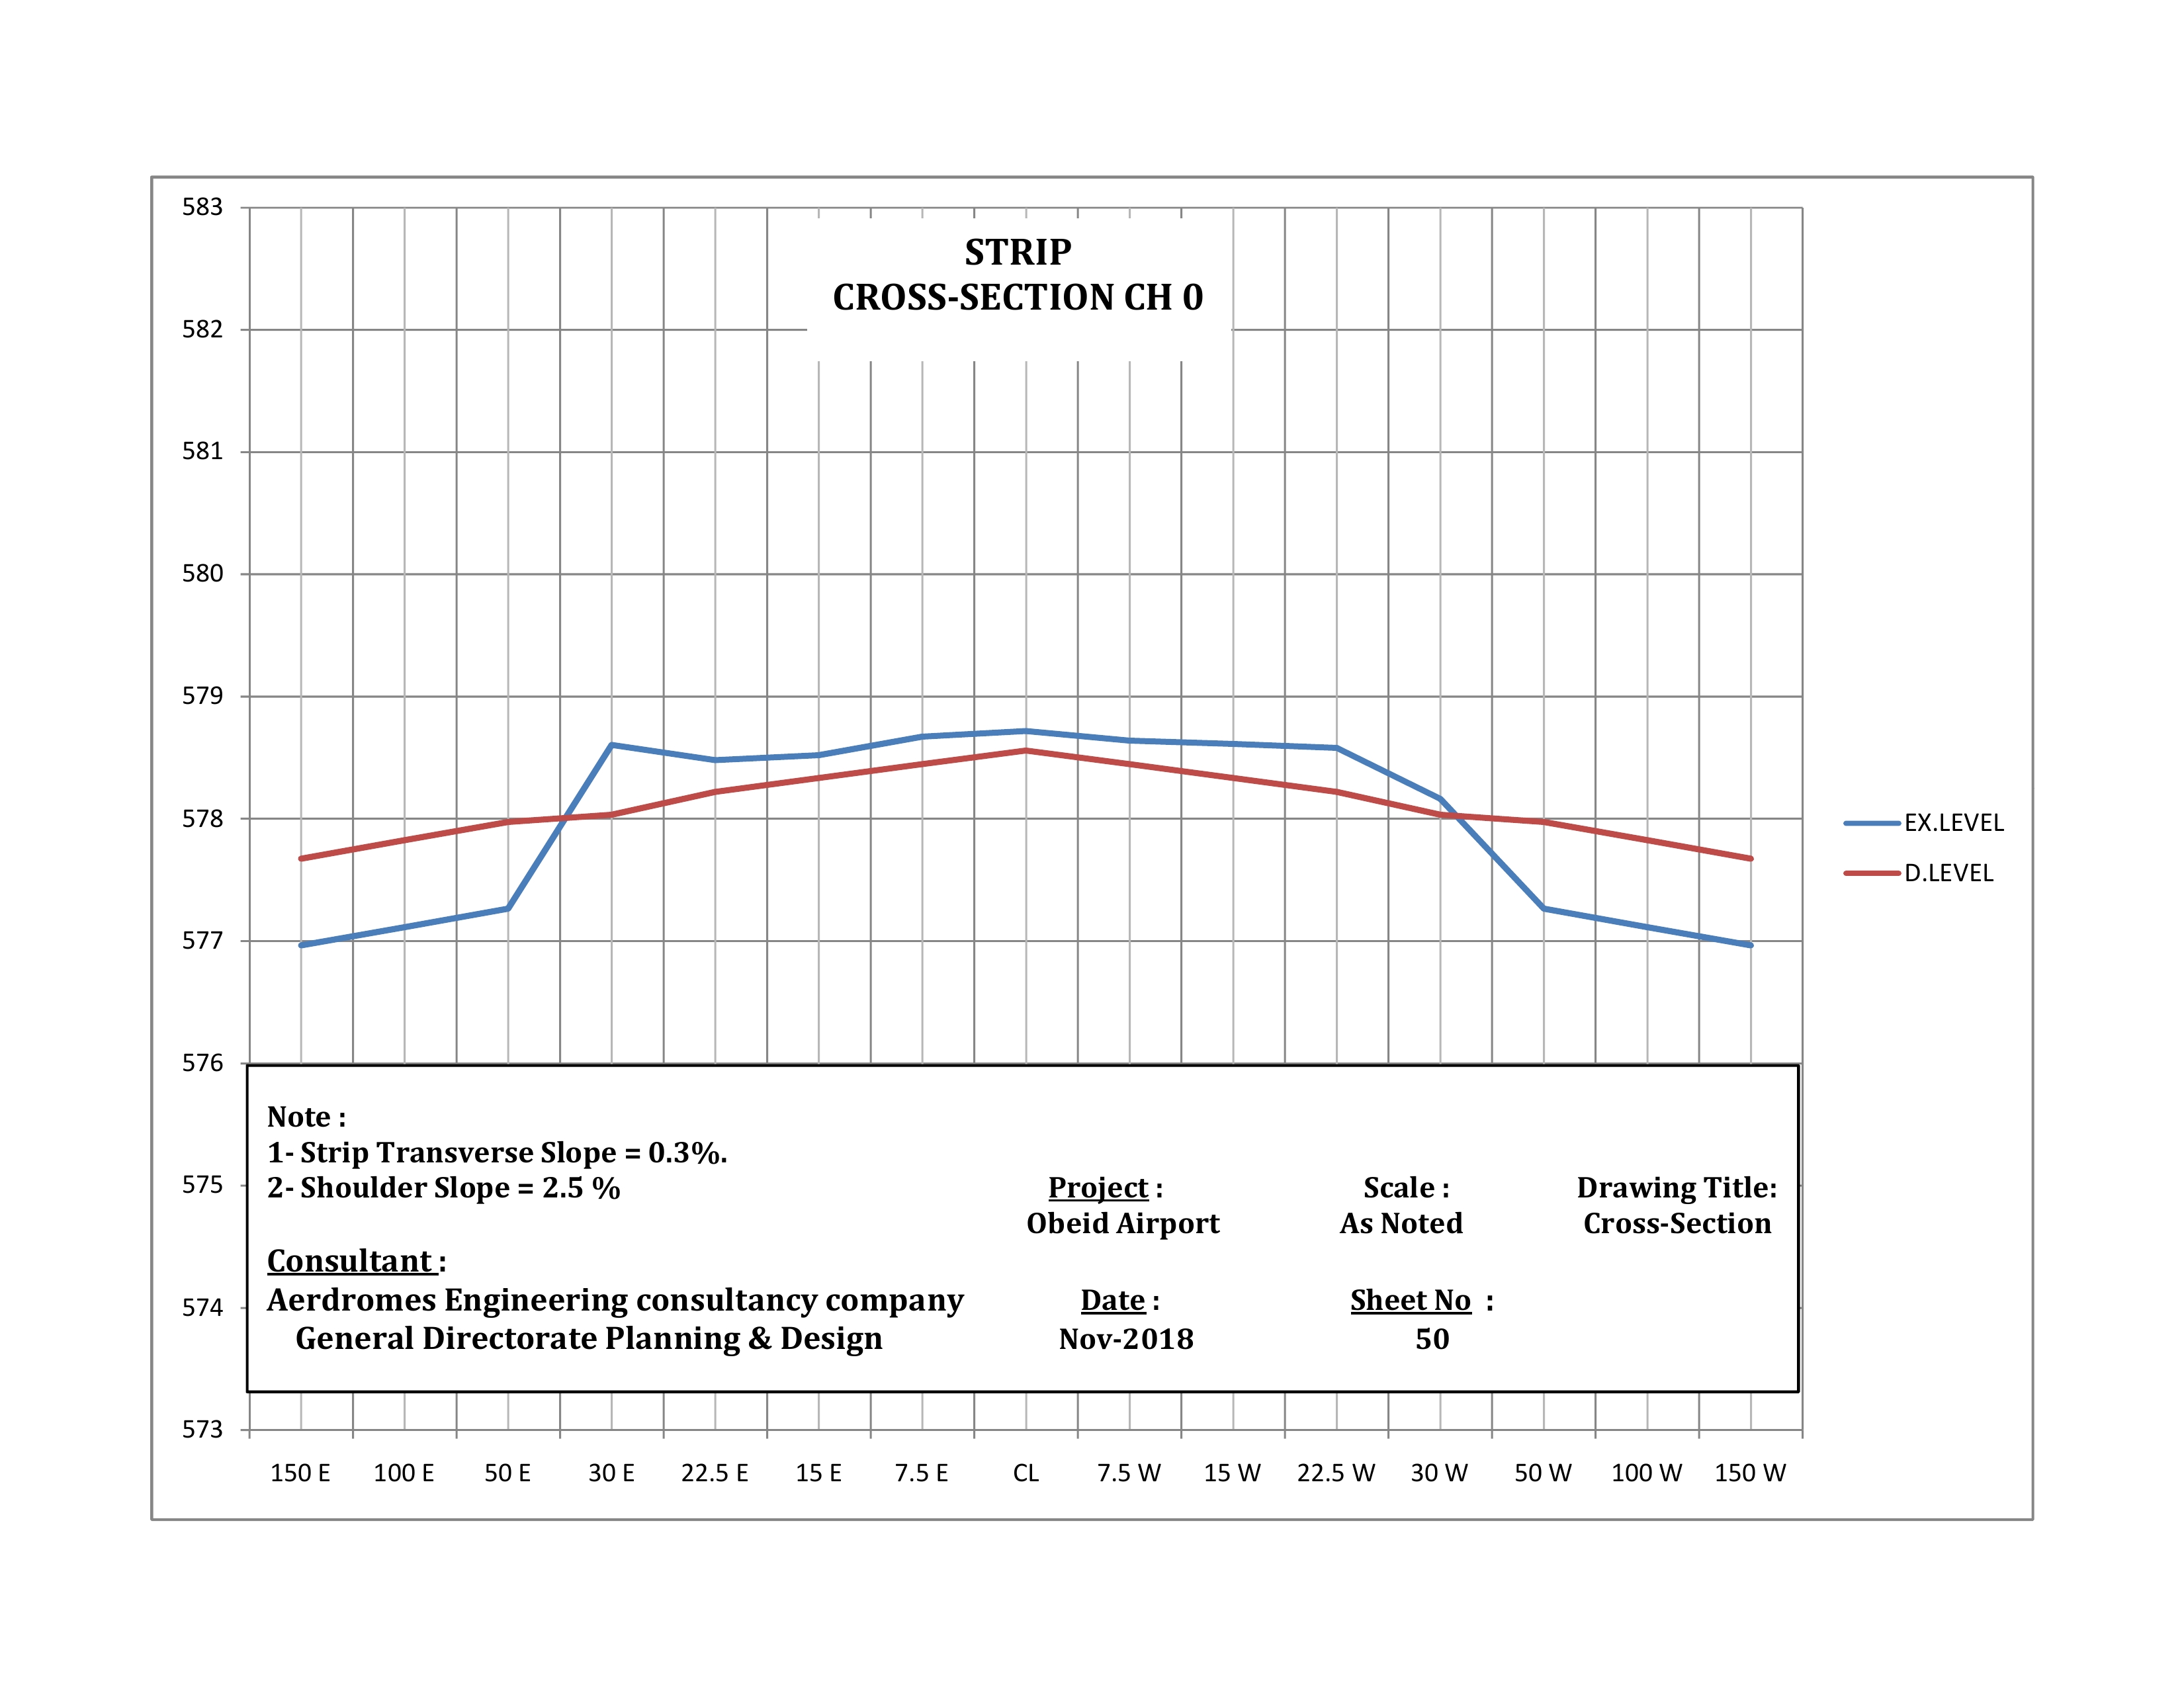 STRIP
CROSS-SECTION CH 0
583
582
581
580
579
578
577
576
575
574
573
EX.LEVEL
D.LEVEL
Note :
1- Strip Transverse Slope = 0.3%.
2- Shoulder Slope = 2.5 %
Project : Scale : Drawing Title:
Obeid Airport As Noted Cross-Section
Consultant :
Aerdromes Engineering consultancy company Date : Sheet No :
General Directorate Planning & Design Nov-2018 50
150 E 100 E 50 E 30 E 22.5 E 15 E 7.5 E CL 7.5 W 15 W 22.5 W 30 W 50 W 100 W 150 W